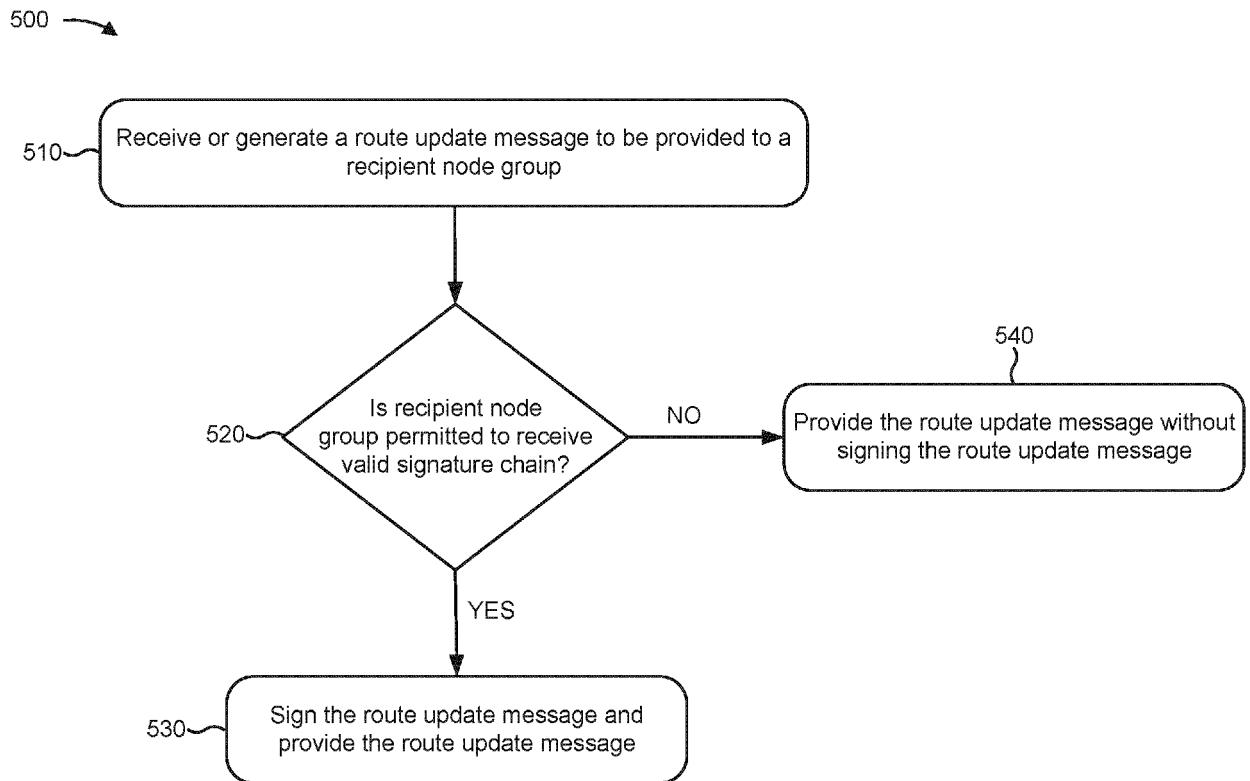 500
510
Receive or generate a route update message to be provided to a
recipient node group
520
Is recipient node
group permitted to receive
valid signature chain?
NO
540
Provide the route update message without
signing the route update message
YES
530
Sign the route update message and
provide the route update message